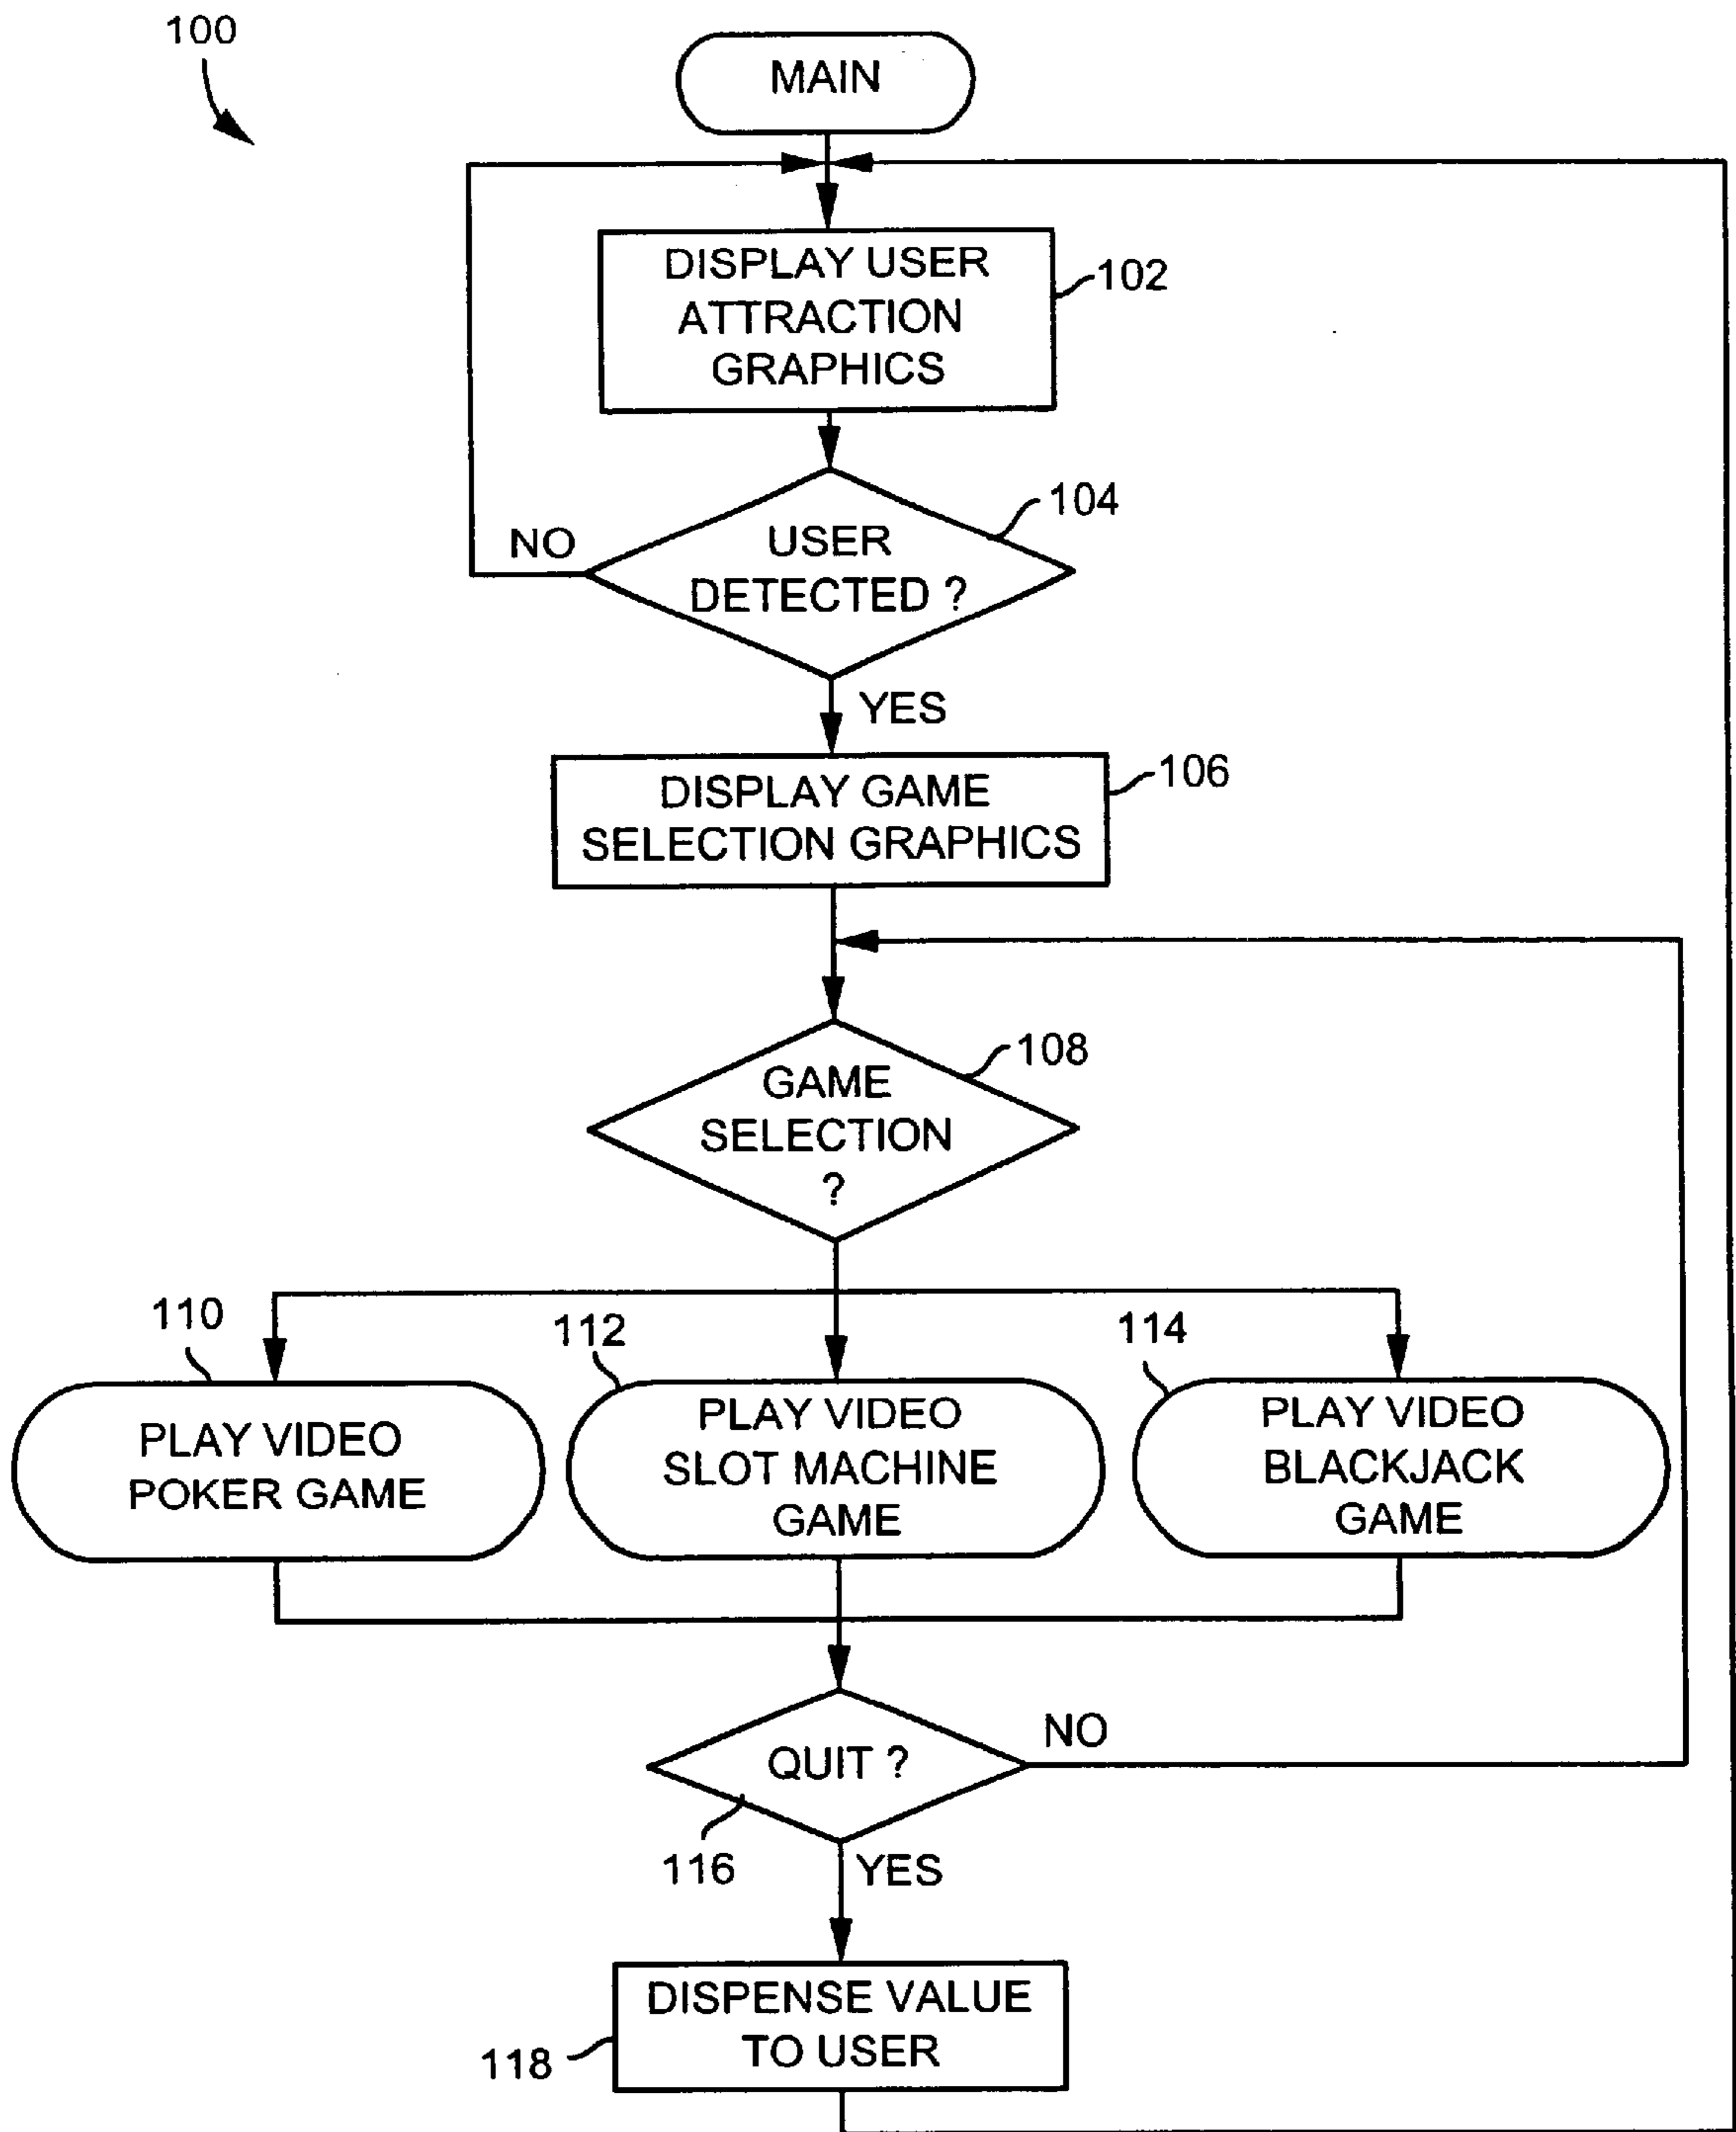 100
MAIN
DISPLAY USER
ATTRACTION
GRAPHICS
102
104
USER
DETECTED ?
NO
YES
106
DISPLAY GAME
SELECTION GRAPHICS
108
GAME
SELECTION
?
110
112
114
PLAY VIDEO
POKER GAME
PLAY VIDEO
SLOT MACHINE
GAME
PLAY VIDEO
BLACKJACK
GAME
QUIT ?
NO
116
YES
DISPENSE VALUE
TO USER
118